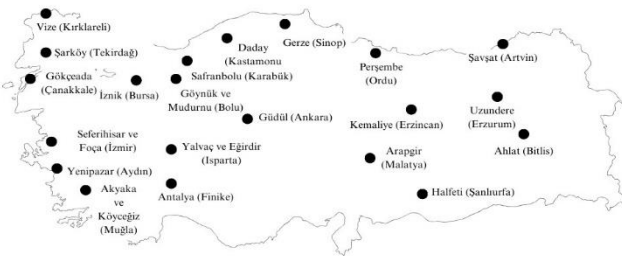 Vize (Kırklareli)
Şarköy (Tekirdağ)
Gökçeada
(Çanakkale)
İznik (Bursa)
Daday
(Kastamonu
Safranbolu (Karabük)
Göynük ve
Mudurnu (Bolu)
Gerze (Sinop)
Güdül (Ankara)
Perşembe
(Ordu)
Şavşat (Artvin)
Kemaliye (Erzincan)
Uzundere
(Erzurum)
Ahlat (Bitlis)
Seferihisar ve
Foça (İzmir)
Yenipazar (Aydın)
Akyaka
ve
Köyceğiz
(Muğla)
Yalvaç ve Eğirdir
(Isparta)
Antalya (Finike)
Arapgir
(Malatya)
Halfeti (Şanlıurfa)